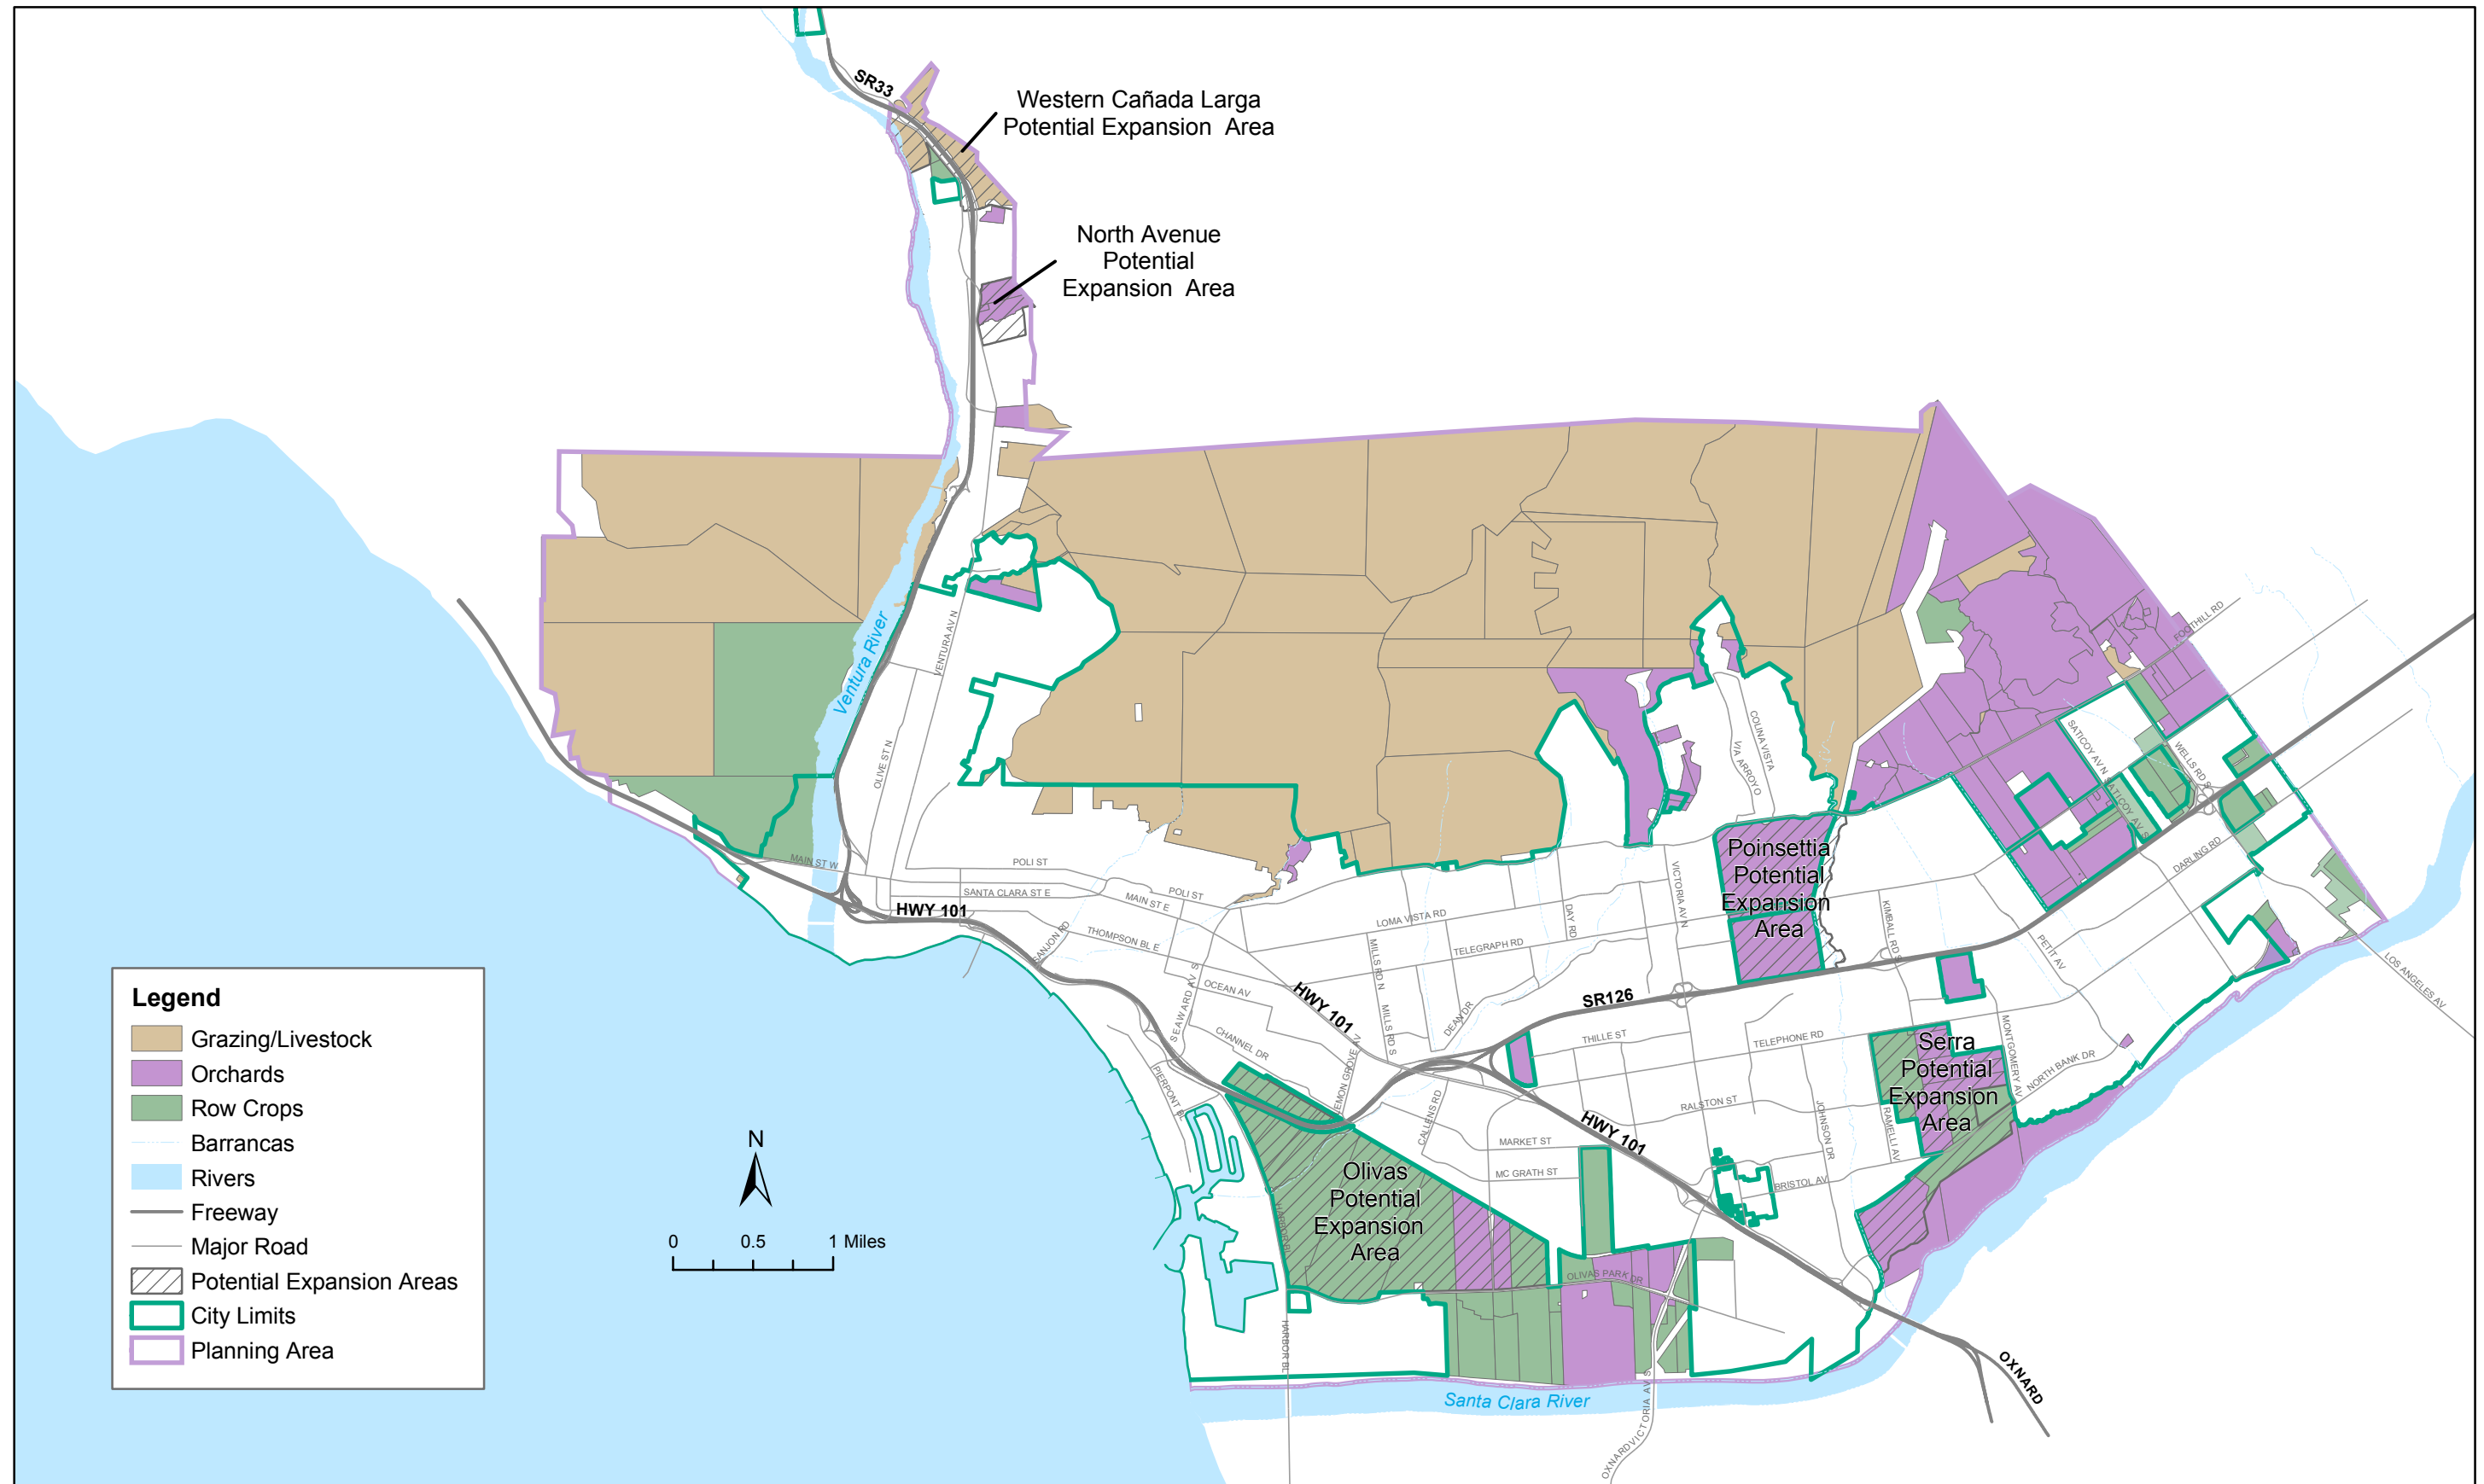 SR33
Western Cañada Larga
Potential Expansion Area
North Avenue
Potential
Expansion Area
Ventura River
VENTURA AV N
OLIVE ST N
MAIN ST W
POLI ST
SANTA CLARA ST E
MAIN ST E
POLI ST
HWY 101
SANJON RD
THOMPSON BL E
SEAWARD AV S
OCEAN AV
CHANNEL DR
PIERPONT BL
HWY 101
LEMON GROVE AV
LOMA VISTA RD
TELEGRAPH RD
MILLS RD N
MILLS RD S
DEAN DR
DAY RD
VICTORIA AV N
VIA ARROYO
COLINA VISTA
Poinsettia
Potential
Expansion
Area
KIMBALL RD S
PETIT AV
SATICOY AV N
SATICOY AV S
WELLS RD S
FOOTHILL RD
DARLING RD
LOS ANGELES AV
SR126
THILLE ST
TELEPHONE RD
MONTGOMERY AV
NORTH BANK DR
Serra
Potential
Expansion
Area
RAMELLI AV
JOHNSON DR
RALSTON ST
BRISTOL AV
CALLENS RD
MARKET ST
MC GRATH ST
HWY 101
Olivas
Potential
Expansion
Area
OLIVAS PARK DR
HARBOR BL
HARBOR BL
OXNARD
VICTORIA AV S
OXNARD
Santa Clara River
Legend
Grazing/Livestock
Orchards
Row Crops
Barrancas
Rivers
Freeway
Major Road
Potential Expansion Areas
City Limits
Planning Area
N
0 0.5 1 Miles